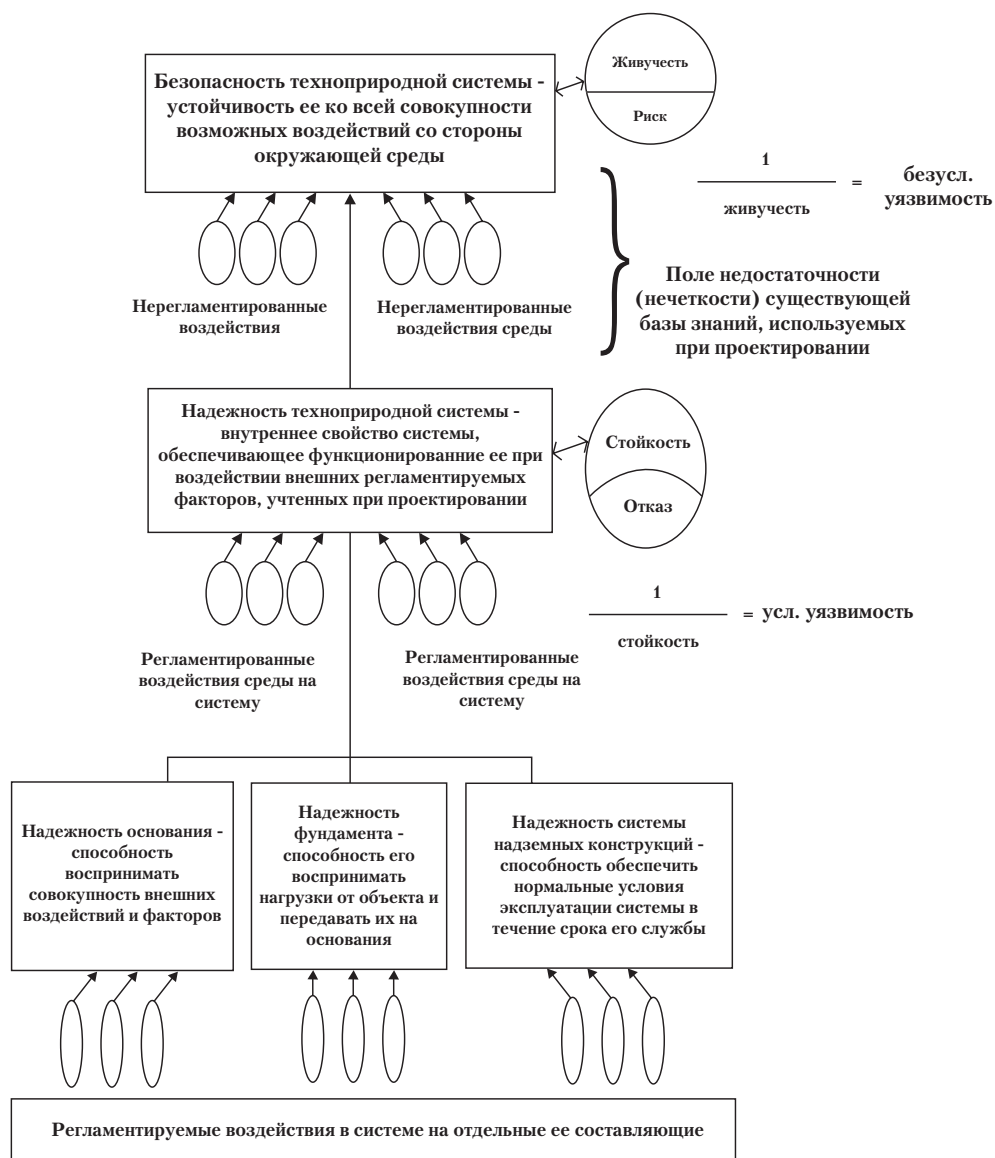 Безопасность техноприродной системы -
устойчивость ее ко всей совокупности
возможных воздействий со стороны
окружающей среды
Живучесть
Риск
1
живучесть
=
безусл.
уязвимость
Нерегламентированные
воздействия
Нерегламентированные
воздействия среды
Поле недостаточности
(нечеткости) существующей
базы знаний, используемых
при проектировании
Надежность техноприродной системы -
внутреннее свойство системы,
обеспечивающее функционирпние ее при
воздействии внешних регламентируемых
факторов, учтенных при проектировании
Стойкость
Отказ
1
стойкость
= усл. уязвимость
Регламентированные
воздействия среды на
систему
Регламентированные
воздействия среды на
систему
Надежность основания -
способность
воспринимать
совокупность внешних
воздействий и факторов
Надежность
фундамента -
способность его
воспринимать
нагрузки от объекта и
передавать их на
основания
Надежность системы
надземных конструкций -
способность обеспечить
нормальные условия
эксплуатации системы в
течение срока его службы
Регламентируемые воздействия в системе на отдельные ее составляющие